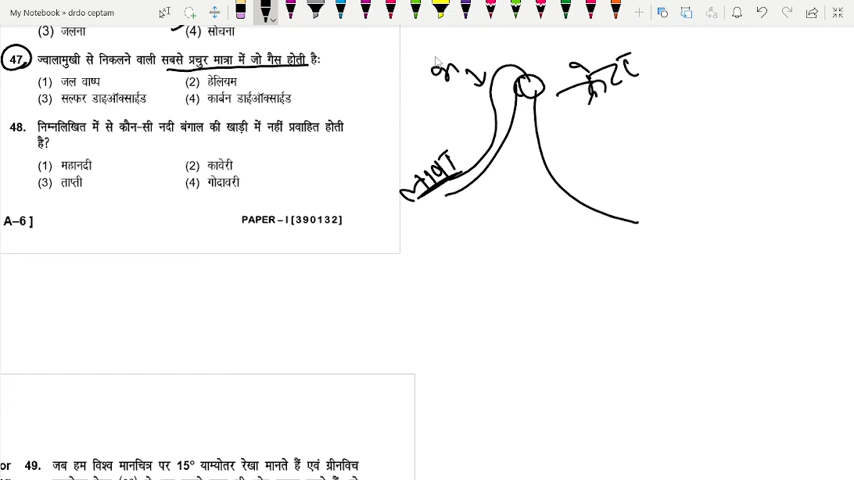 My Notebook » drdo ceptam
(3) जलना (4) सोचना
47. ज्वालामुखी से निकलने वाली सबसे प्रचुर मात्रा में जो गैस होती है:
(1) जल वाष्प (2) हेलियम
(3) सल्फर डाइऑक्साईड (4) कार्बन डाईऑक्साईड
48. निम्नलिखित में से कौन-सी नदी बंगाल की खाड़ी में नहीं प्रवाहित होती
है?
(1) महानदी (2) कावेरी
(3) ताप्ती (4) गोदावरी
A–6 ] PAPER – I [ 390132 ]
लावा
or 49. जब हम विश्व मानचित्र पर 15° याम्योतर रेखा मानते हैं एवं ग्रीनविच